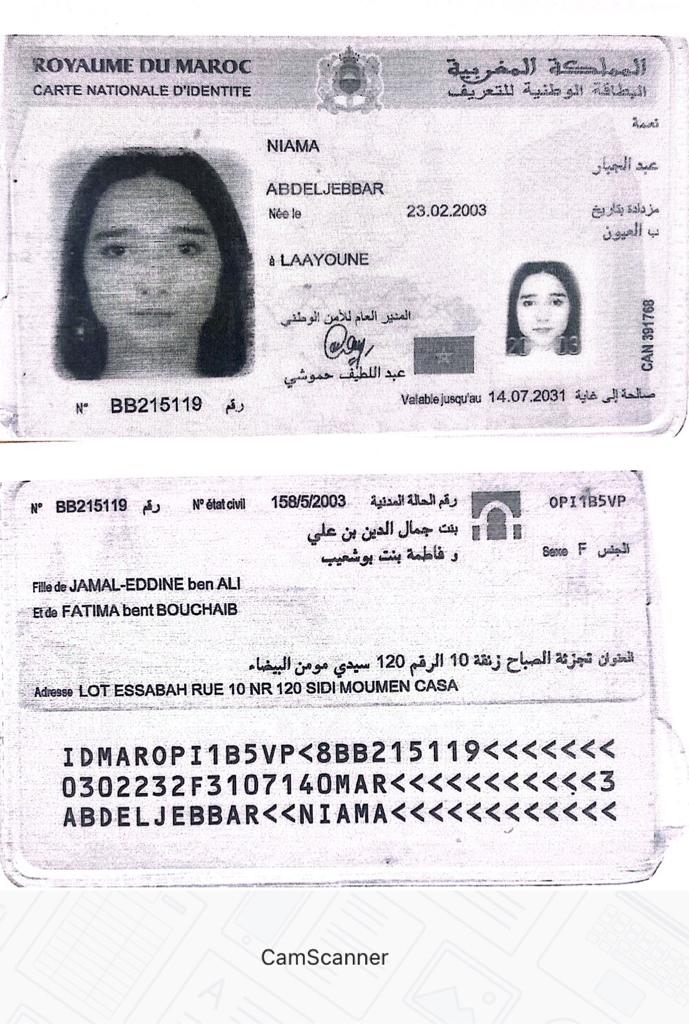 ROYAUME DU MAROC
المملكة المغربية
CARTE NATIONALE D'IDENTITE
البطاقة الوطنية للتعريف
نعمة
NIAMA
عبد الجبار
ABDELJEBBAR
Née le 23.02.2003 مزدادة بتاريخ
ب العيون
à LAAYOUNE
المدير العام للأمن الوطني
عبد اللطيف حموشي
2003
CAN 391768
N° BB215119 رقم
Valable jusqu'au 14.07.2031 صالحة إلى غاية
N° BB215119 رقم N° état civil 158/5/2003 رقم الحالة المدنية
OPI1B5VP
بنت جمال الدين بن علي
و فاطمة بنت بوشعيب
Sexe F الجنس
Fille de JAMAL-EDDINE ben ALI
Et de FATIMA bent BOUCHAIB
العنوان تجزئة الصباح زنقة 10 الرقم 120 سيدي مومن البيضاء
Adresse LOT ESSABAH RUE 10 NR 120 SIDI MOUMEN CASA
IDMAROPI1B5VP<8BB215119<<<<<<<
0302232F3107140MAR<<<<<<<<<<<3
ABDELJEBBAR<<NIAMA<<<<<<<<<<<<
CamScanner